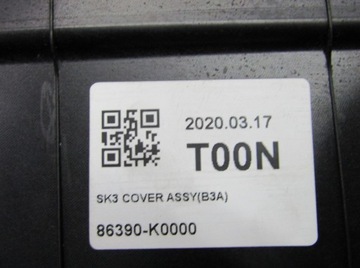 2020.03.17
T00N
SK3 COVER ASSY(B3A)
86390-K0000